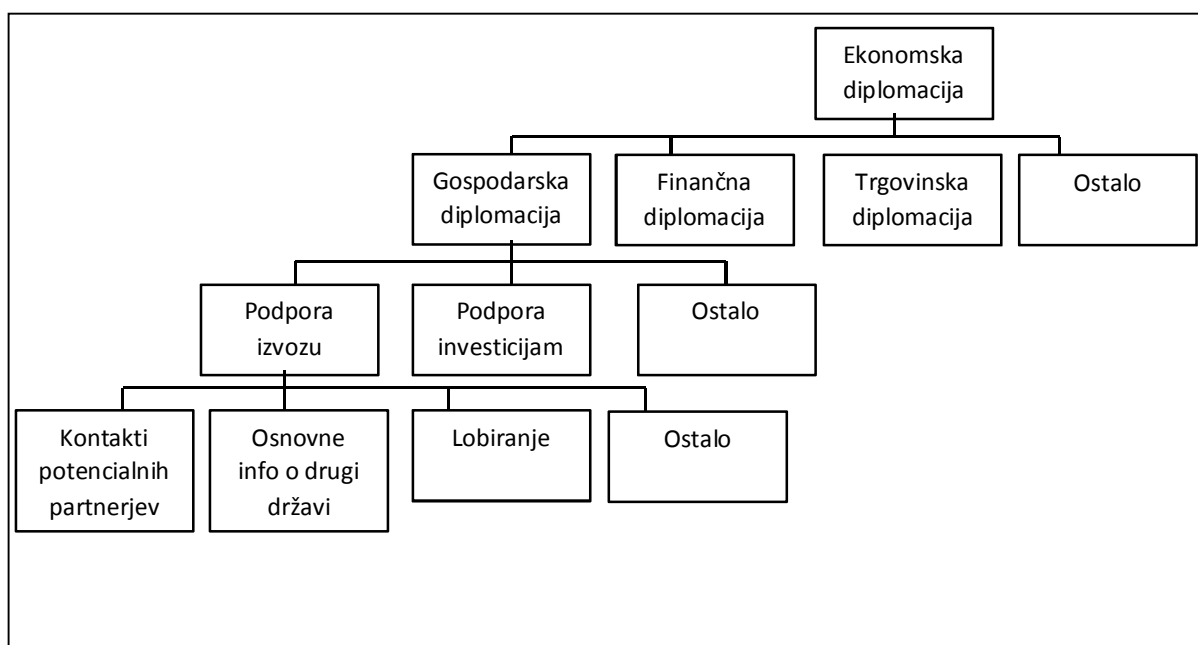 Ekonomska
diplomacija
Gospodarska
diplomacija
Finančna
diplomacija
Trgovinska
diplomacija
Ostalo
Podpora
izvozu
Podpora
investicijam
Ostalo
Kontakti
potencialnih
partnerjev
Osnovne
info o drugi
državi
Lobiranje
Ostalo